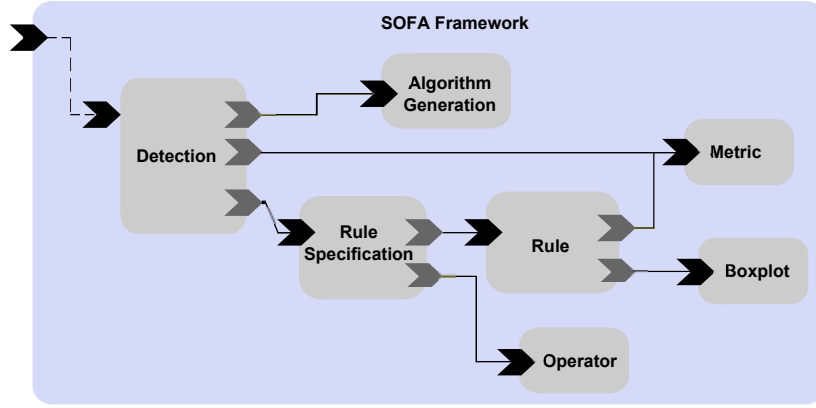 SOFA Framework
Algorithm
Generation
Detection
Metric
Rule
Specification
Rule
Boxplot
Operator